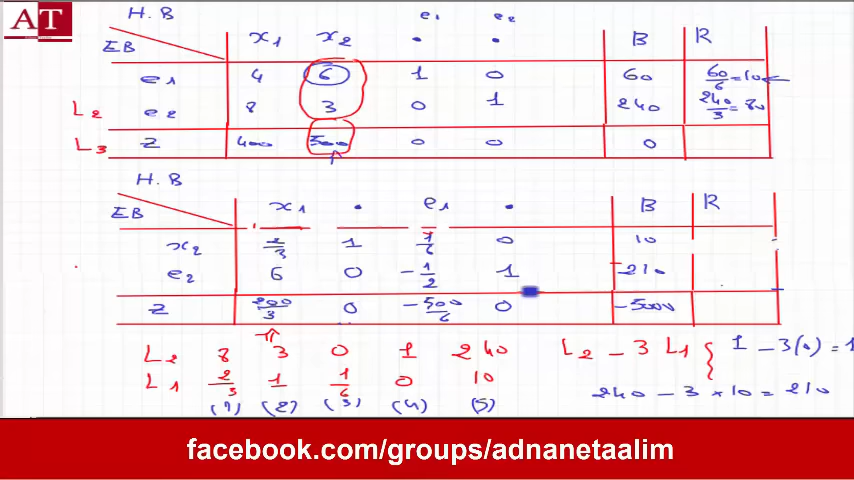 AT
H.B
e₁ e₂
EB x₁ x₂ • • B R
e₁ 4 6 1 0 60 60/6 = 10 ←
L₂ e₂ 8 3 0 1 240 240/3 = 80
L₃ Z 400 500 0 0 0
H.B
EB x₁ • e₁ • B R
x₂ 2/3 1 1/6 0 10
e₂ 6 0 -1/2 1 210
Z 200/3 0 -500/6 0 -5000
L₂ 8 3 0 1 240 L₂ - 3 L₁ { 1 - 3(0) = 1
L₁ 2/3 1 1/6 0 10
240 - 3 × 10 = 210
(1) (2) (3) (4) (5)
facebook.com/groups/adnanetaalim